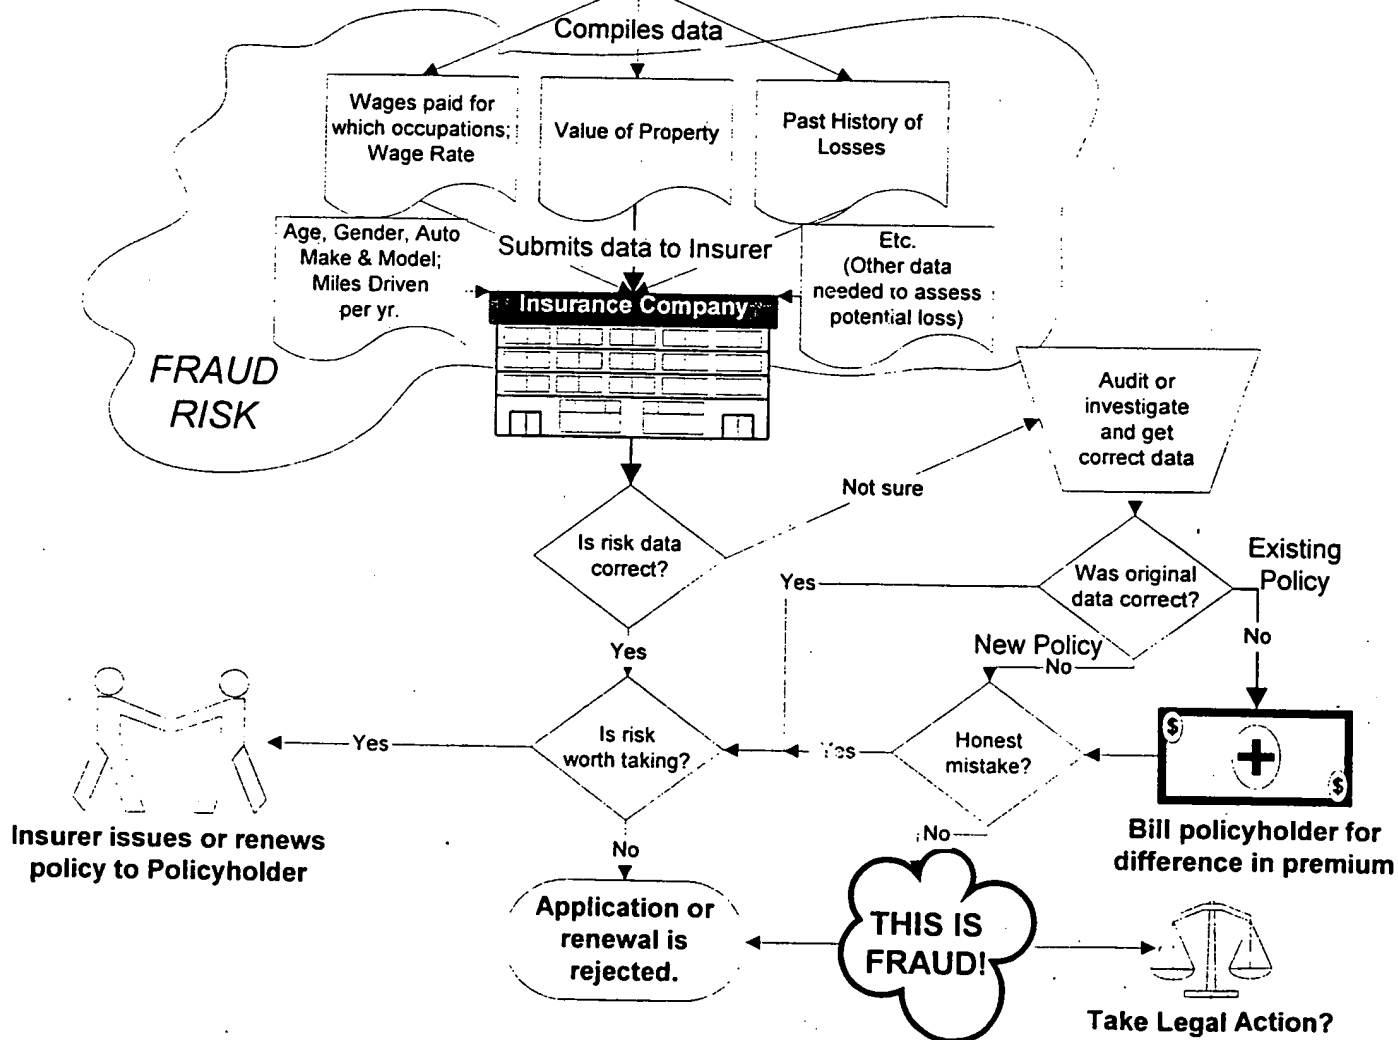 Compiles data
Wages paid for
which occupations;
Wage Rate
Value of Property
Past History of
Losses
Age, Gender, Auto
Make & Model;
Miles Driven
per yr.
Submits data to Insurer
Etc.
(Other data
needed to assess
potential loss)
Insurance Company
FRAUD
RISK
Audit or
investigate
and get
correct data
Not sure
Is risk data
correct?
Was original
data correct?
Existing
Policy
Yes
No
Yes
New Policy
No
Is risk
worth taking?
Yes
Yes
Honest
mistake?
$
$
Insurer issues or renews
policy to Policyholder
Bill policyholder for
difference in premium
No
No
Application or
renewal is
rejected.
THIS IS
FRAUD!
Take Legal Action?